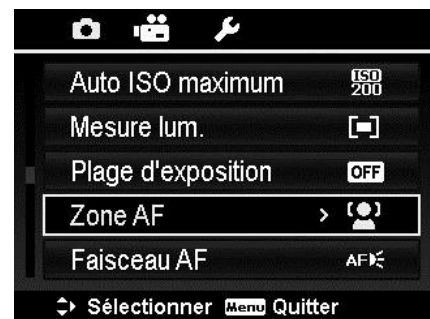 Auto ISO maximum ISO 200
Mesure lum.
Plage d'exposition OFF
Zone AF >
Faisceau AF AF
Sélectionner Menu Quitter